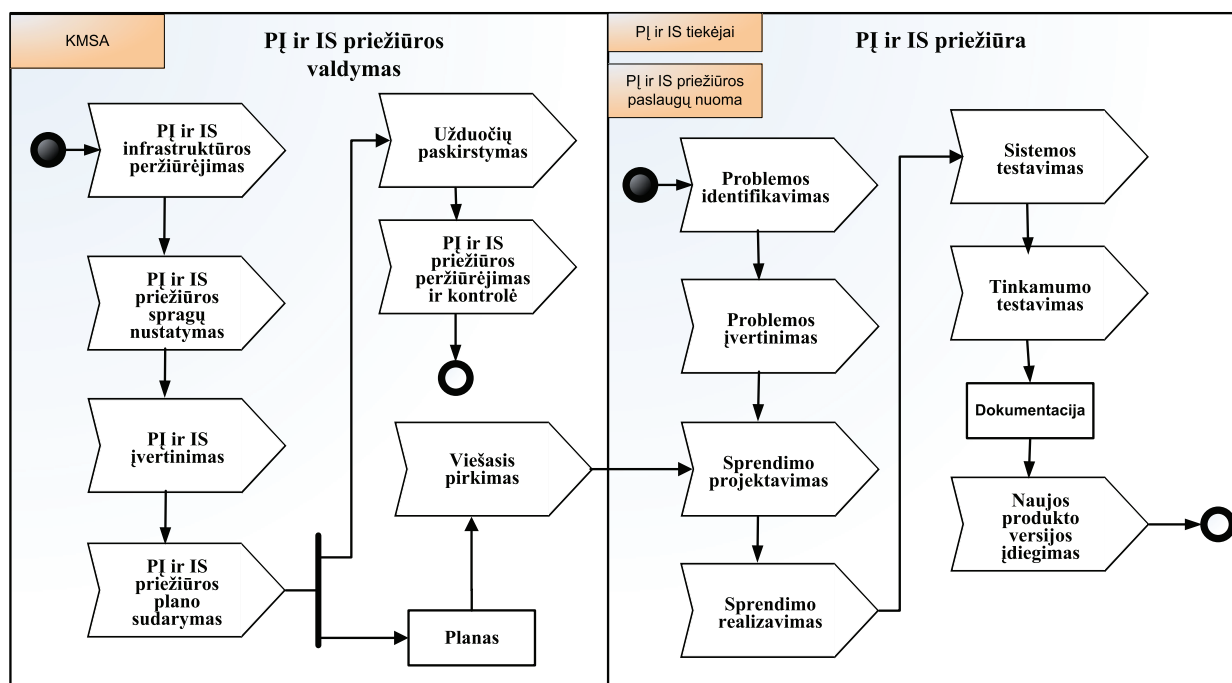 KMSA
PĮ ir IS priežiūros
valdymas
PĮ ir IS
infrastruktūros
peržiūrėjimas
PĮ ir IS
priežiūros
spragų
nustatymas
PĮ ir IS
įvertinimas
PĮ ir IS
priežiūros
plano
sudarymas
Užduočių
paskirstymas
PĮ ir IS
priežiūros
peržiūrėjimas
ir kontrolė
Viešasis
pirkimas
Planas
PĮ ir IS tiekėjai
PĮ ir IS priežiūros
paslaugų nuoma
PĮ ir IS priežiūra
Problemos
identifikavimas
Problemos
įvertinimas
Sprendimo
projektavimas
Sprendimo
realizavimas
Sistemos
testavimas
Tinkamumo
testavimas
Dokumentacija
Naujos
produkto
versijos
įdiegimas